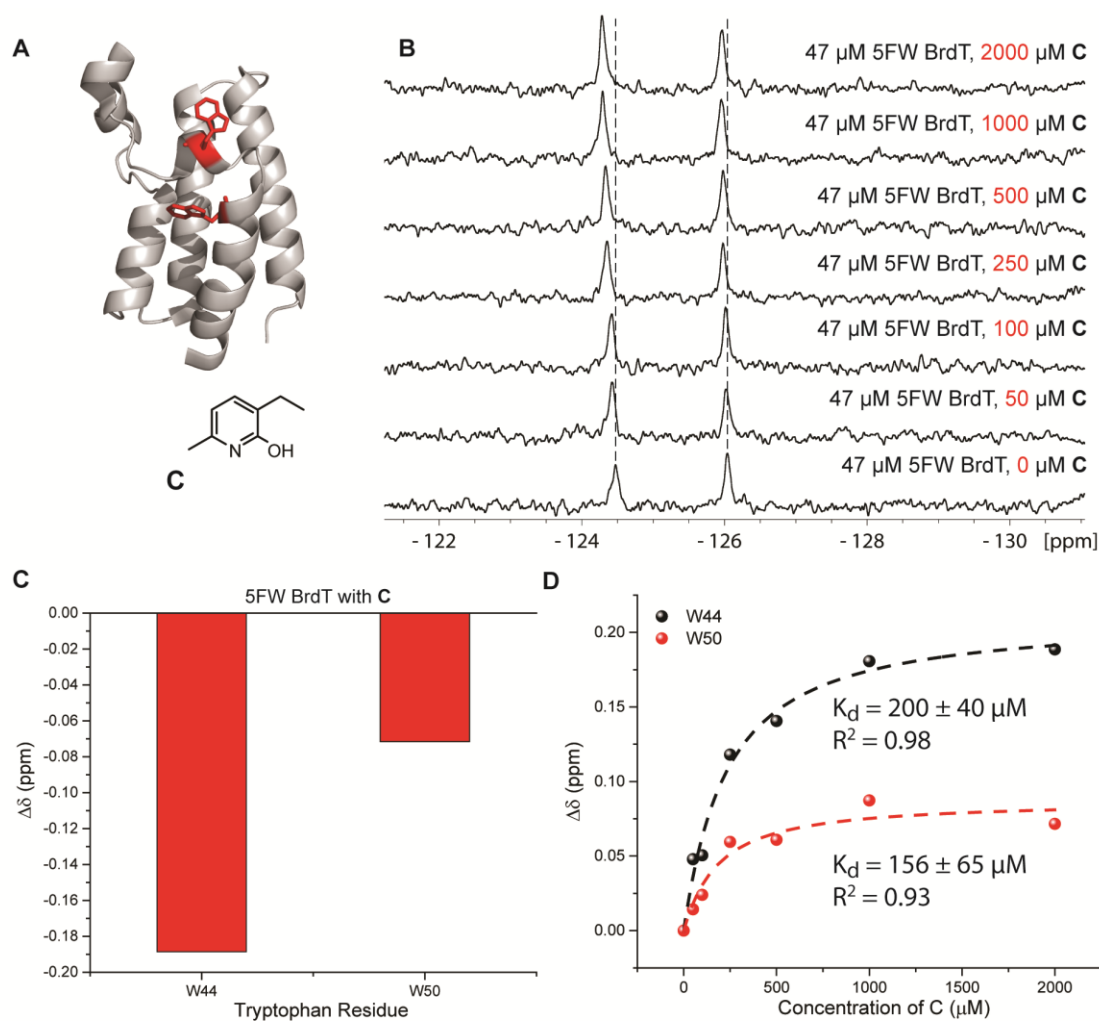 A
N
OH
C
B
47 µM 5FW BrdT, 2000 µM C
47 µM 5FW BrdT, 1000 µM C
47 µM 5FW BrdT, 500 µM C
47 µM 5FW BrdT, 250 µM C
47 µM 5FW BrdT, 100 µM C
47 µM 5FW BrdT, 50 µM C
47 µM 5FW BrdT, 0 µM C
- 122 - 124 - 126 - 128 - 130 [ppm]
C
5FW BrdT with C
0.00
-0.02
-0.04
-0.06
-0.08
-0.10
-0.12
-0.14
-0.16
-0.18
-0.20
Δδ (ppm)
W44 W50
Tryptophan Residue
D
W44
W50
0.20
0.15
0.10
0.05
0.00
Δδ (ppm)
Kd = 200 ± 40 µM
R² = 0.98
Kd = 156 ± 65 µM
R² = 0.93
0 500 1000 1500 2000
Concentration of C (µM)